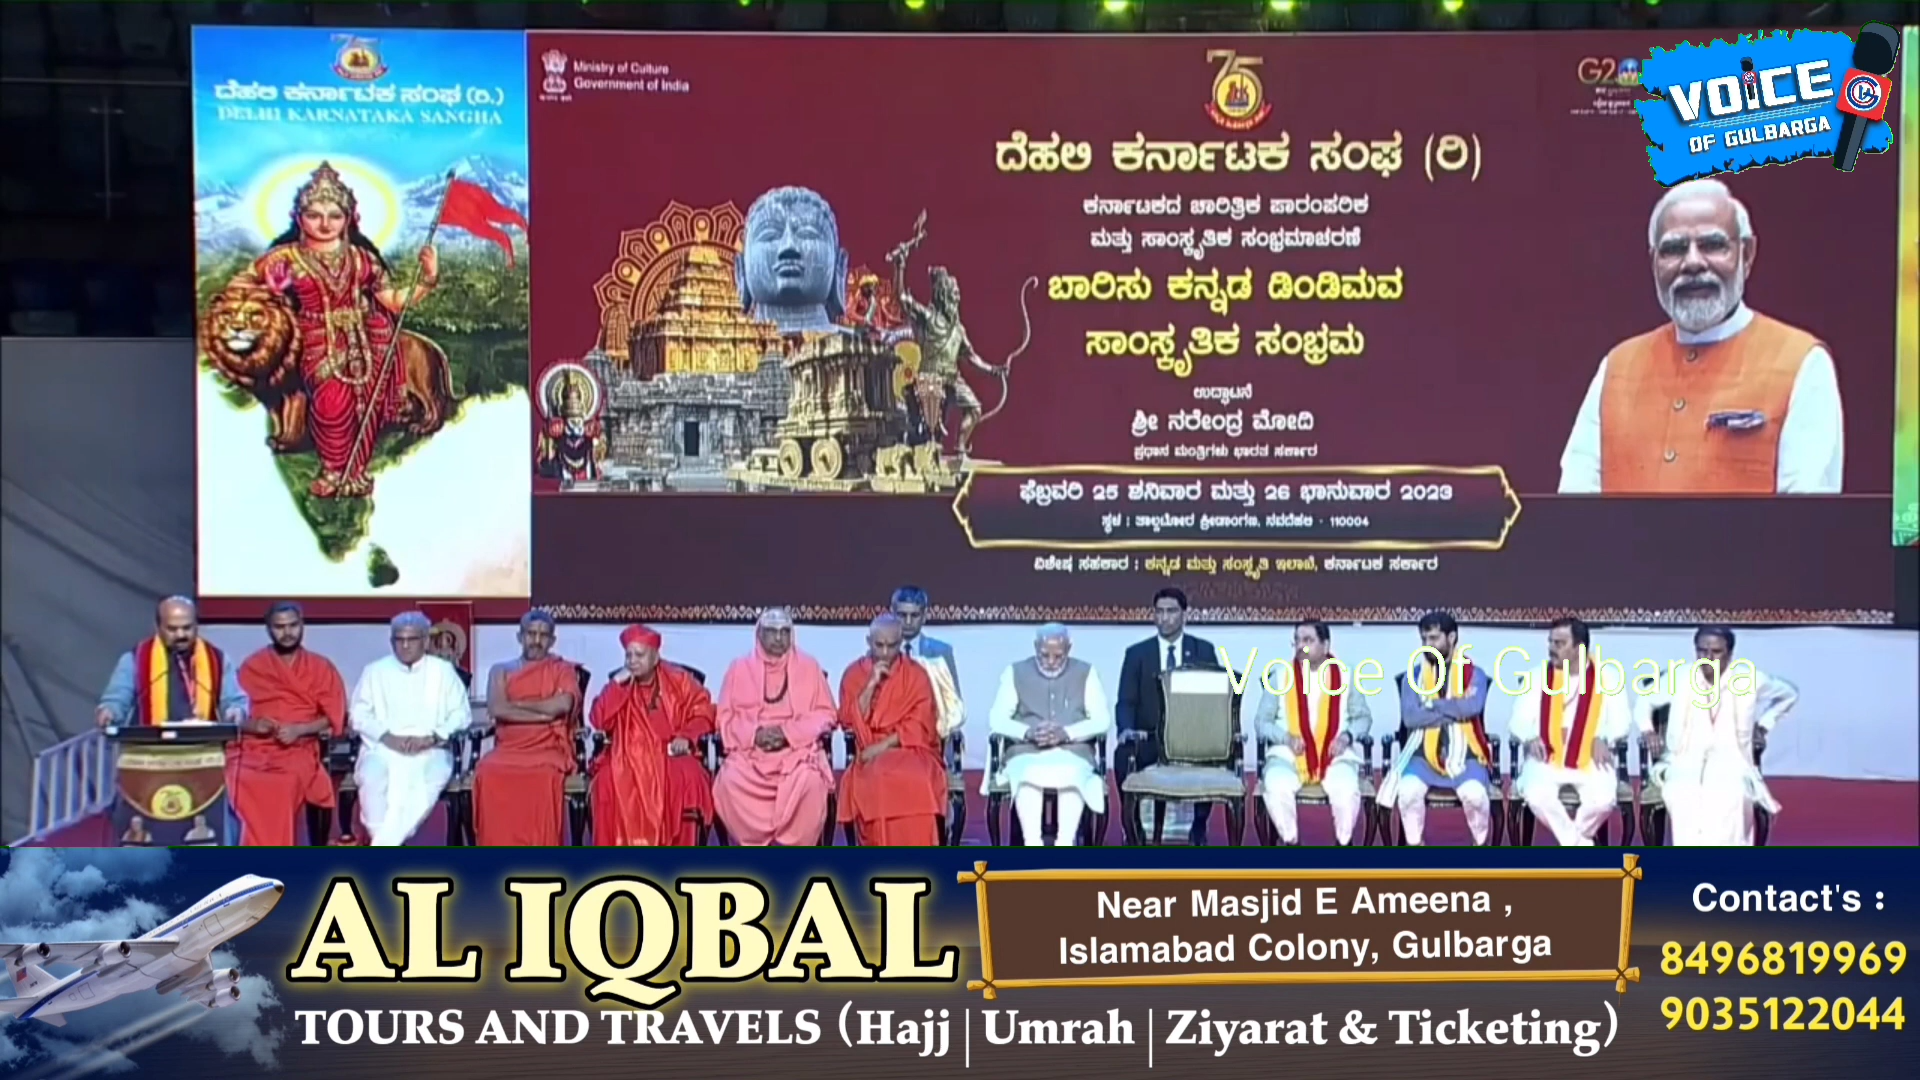 ದೆಹಲಿ ಕರ್ನಾಟಕ ಸಂಘ (ರಿ.)
DELHI KARNATAKA SANGHA
Ministry of Culture
Government of India
75
G20
VOiCE
OF GULBARGA
ದೆಹಲಿ ಕರ್ನಾಟಕ ಸಂಘ (ರಿ)
ಕರ್ನಾಟಕದ ಚಾರಿತ್ರಿಕ ಪಾರಂಪರಿಕ
ಮತ್ತು ಸಾಂಸ್ಕೃತಿಕ ಸಂಭ್ರಮಾಚರಣೆ
ಬಾರಿಸು ಕನ್ನಡ ಡಿಂಡಿಮವ
ಸಾಂಸ್ಕೃತಿಕ ಸಂಭ್ರಮ
ಉದ್ಘಾಟನೆ
ಶ್ರೀ ನರೇಂದ್ರ ಮೋದಿ
ಪ್ರಧಾನ ಮಂತ್ರಿಗಳು ಭಾರತ ಸರ್ಕಾರ
ಫೆಬ್ರವರಿ ೨೫ ಶನಿವಾರ ಮತ್ತು ೨೬ ಭಾನುವಾರ ೨೦೨೩
ಸ್ಥಳ : ತಾಲ್ಕಟೋರ ಕ್ರೀಡಾಂಗಣ, ನವದೆಹಲಿ - 110004
ವಿಶೇಷ ಸಹಕಾರ : ಕನ್ನಡ ಮತ್ತು ಸಂಸ್ಕೃತಿ ಇಲಾಖೆ, ಕರ್ನಾಟಕ ಸರ್ಕಾರ
Voice Of Gulbarga
AL IQBAL
TOURS AND TRAVELS (Hajj | Umrah | Ziyarat & Ticketing)
Near Masjid E Ameena ,
Islamabad Colony, Gulbarga
Contact's :
8496819969
9035122044